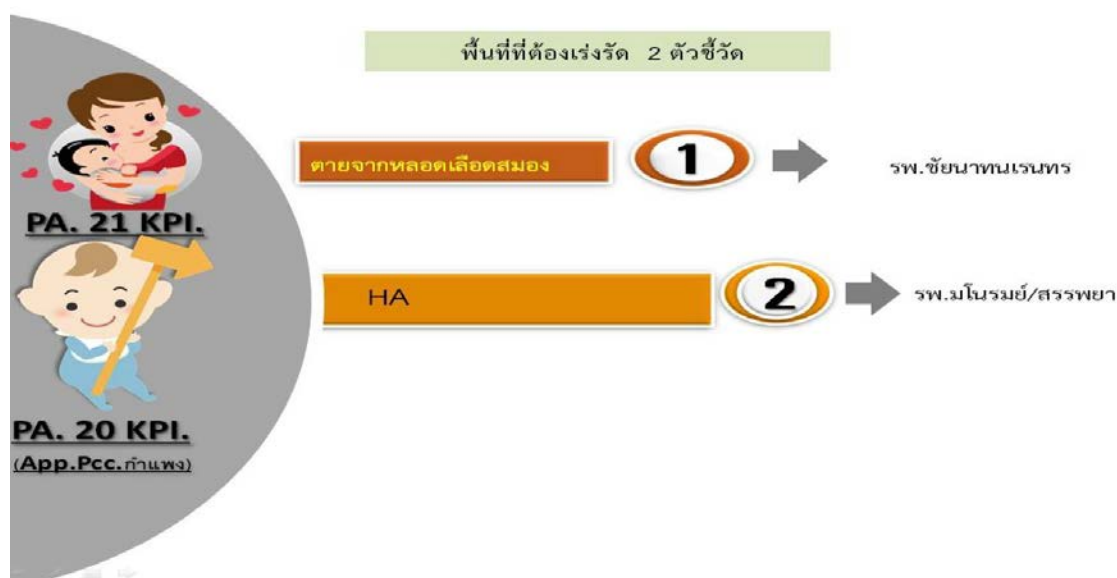 พื้นที่ที่ต้องเร่งรัด 2 ตัวชี้วัด
ตายจากหลอดเลือดสมอง
1
รพ.ชัยนาทนเรนทร
PA. 21 KPI.
HA
2
รพ.มโนรมย์/สรรพยา
PA. 20 KPI.
(App.Pcc.กำแพง)